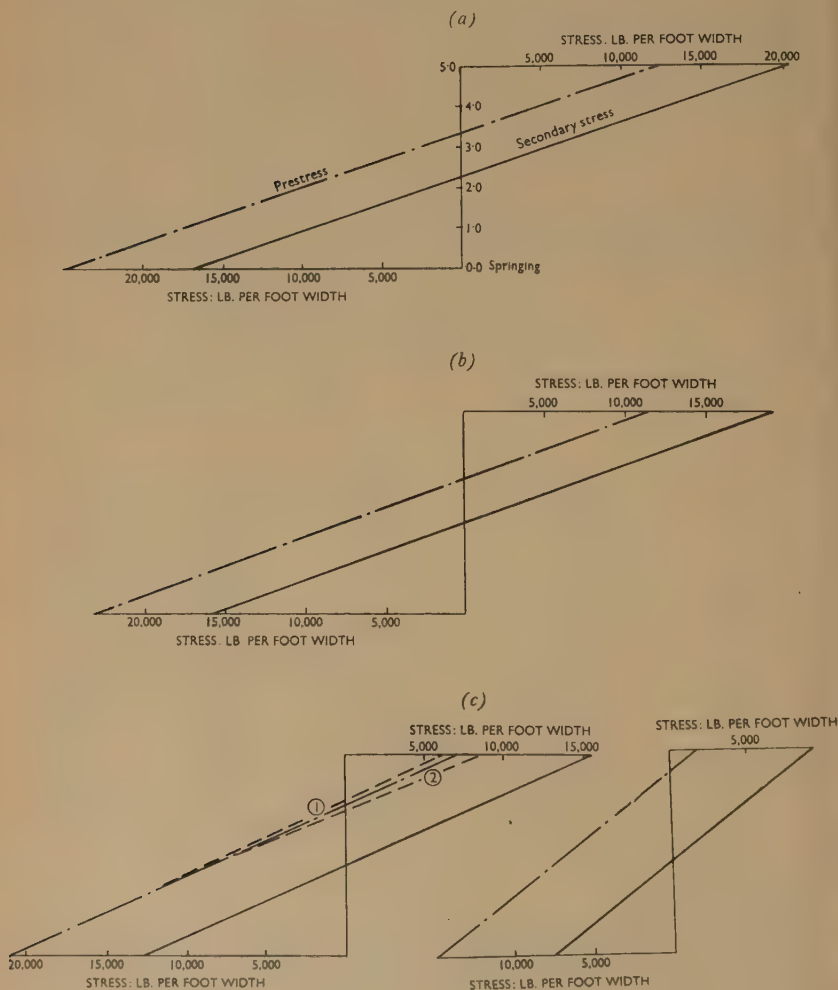 (a)
STRESS. LB. PER FOOT WIDTH
5,000 10,000 15,000 20,000
5·0
4·0
3·0
2·0
1·0
0·0 Springing
Secondary stress
Prestress
20,000 15,000 10,000 5,000
STRESS: LB. PER FOOT WIDTH
(b)
STRESS: LB. PER FOOT WIDTH
5,000 10,000 15,000
20,000 15,000 10,000 5,000
STRESS. LB PER FOOT WIDTH
(c)
STRESS: LB. PER FOOT WIDTH
5,000 10,000 15,000
1
2
20,000 15,000 10,000 5,000
STRESS: LB. PER FOOT WIDTH
STRESS: LB. PER FOOT WIDTH
5,000
10,000 5,000
STRESS: LB. PER FOOT WIDTH